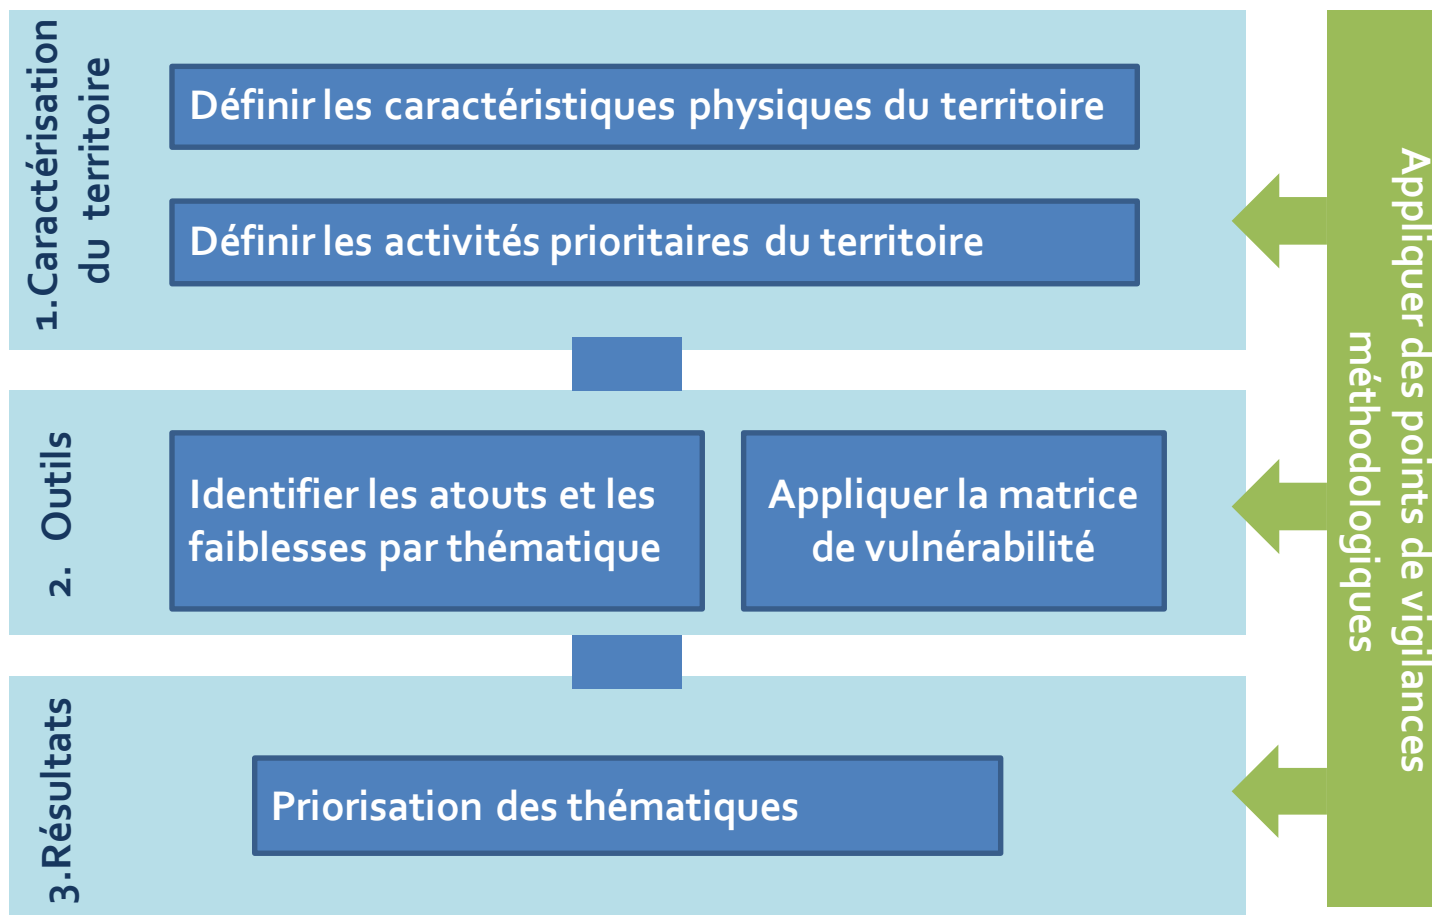 1.Caractérisation
du territoire
Définir les caractéristiques physiques du territoire
Définir les activités prioritaires du territoire
2. Outils
Identifier les atouts et les
faiblesses par thématique
Appliquer la matrice
de vulnérabilité
3.Résultats
Priorisation des thématiques
Appliquer des points de vigilances
méthodologiques